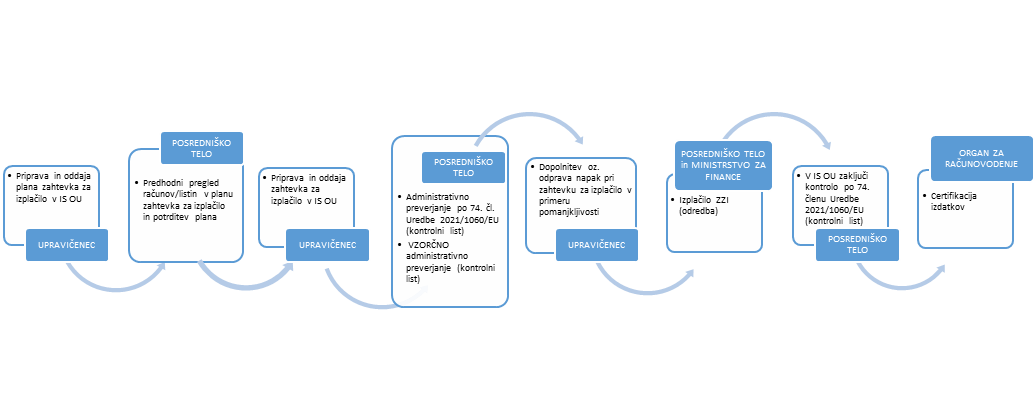 • Priprava in oddaja
plana zahtevka za
izplačilo v IS OU
UPRAVIČENEC
POSREDNIŠKO
TELO
• Predhodni pregled
računov/listin v planu
zahtevka za izplačilo
in potrditev plana
• Priprava in oddaja
zahtevka za
izplačilo v IS OU
UPRAVIČENEC
POSREDNIŠKO
TELO
• Administrativno
preverjanje po 74. čl.
Uredbe 2021/1060/EU
(kontrolni list)
• VZORČNO
administrativno
preverjanje (kontrolni
list)
• Dopolnitev oz.
odprava napak pri
zahtevku za izplačilo v
primeru
pomanjkljivosti
UPRAVIČENEC
POSREDNIŠKO TELO
in MINISTRSTVO ZA
FINANCE
• Izplačilo ZZI
(odredba)
• V IS OU zaključi
kontrolo po 74.
členu Uredbe
2021/1060/EU
(kontrolni list)
POSREDNIŠKO
TELO
ORGAN ZA
RAČUNOVODENJE
• Certifikacija
izdatkov